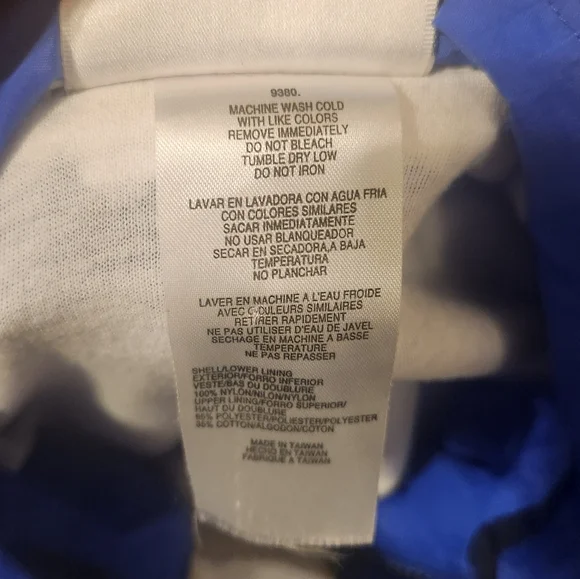 9380.
MACHINE WASH COLD
WITH LIKE COLORS
REMOVE IMMEDIATELY
DO NOT BLEACH
TUMBLE DRY LOW
DO NOT IRON
LAVAR EN LAVADORA CON AGUA FRIA
CON COLORES SIMILARES
SACAR INMEDIATAMENTE
NO USAR BLANQUEADOR
SECAR EN SECADORA,A BAJA
TEMPERATURA
NO PLANCHAR
LAVER EN MACHINE A L'EAU FROIDE
AVEC COULEURS SIMILAIRES
RETIRER RAPIDEMENT
NE PAS UTILISER D'EAU DE JAVEL
SECHAGE EN MACHINE A BASSE
TEMPERATURE
NE PAS REPASSER
SHELL/LOWER LINING
EXTERIOR/FORRO INFERIOR
VESTE/BAS DU DOUBLURE
100% NYLON/NILON/NYLON
UPPER LINING/FORRO SUPERIOR/
HAUT DU DOUBLURE
65% POLYESTER/POLIESTER/POLYESTER
35% COTTON/ALGODON/COTON
MADE IN TAIWAN
HECHO EN TAIWAN
FABRIQUE A TAIWAN